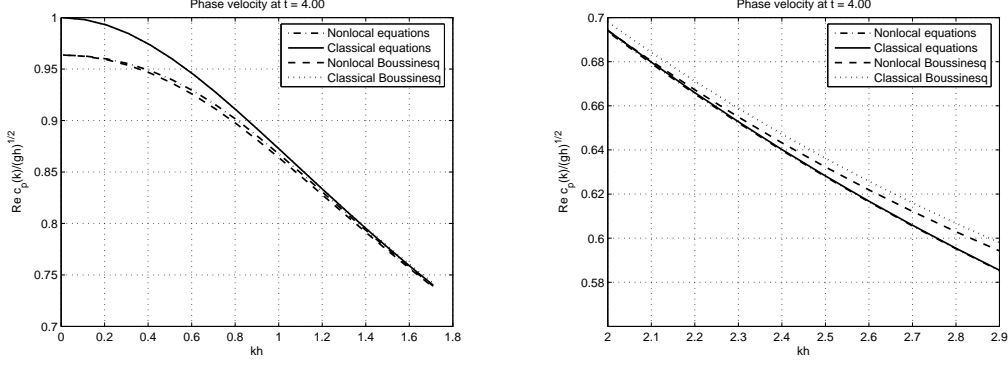 Phase velocity at t = 4.00
1
0.95
0.9
0.85
0.8
0.75
0.7
Re c_p(k)/(gh)^{1/2}
Nonlocal equations
Classical equations
Nonlocal Boussinesq
Classical Boussinesq
0 0.2 0.4 0.6 0.8 1.0 1.2 1.4 1.6 1.8
kh
Phase velocity at t = 4.00
0.7
0.68
0.66
0.64
0.62
0.6
0.58
Re c_p(k)/(gh)^{1/2}
Nonlocal equations
Classical equations
Nonlocal Boussinesq
Classical Boussinesq
2 2.1 2.2 2.3 2.4 2.5 2.6 2.7 2.8 2.9
kh